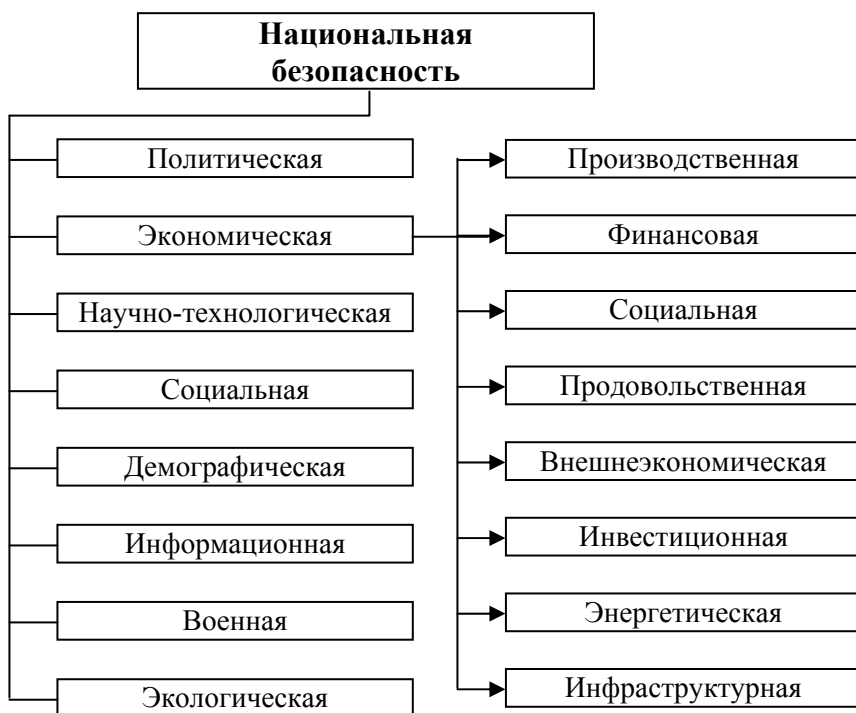 Национальная
безопасность
Политическая
Экономическая
Научно-технологическая
Социальная
Демографическая
Информационная
Военная
Экологическая
Производственная
Финансовая
Социальная
Продовольственная
Внешнеэкономическая
Инвестиционная
Энергетическая
Инфраструктурная